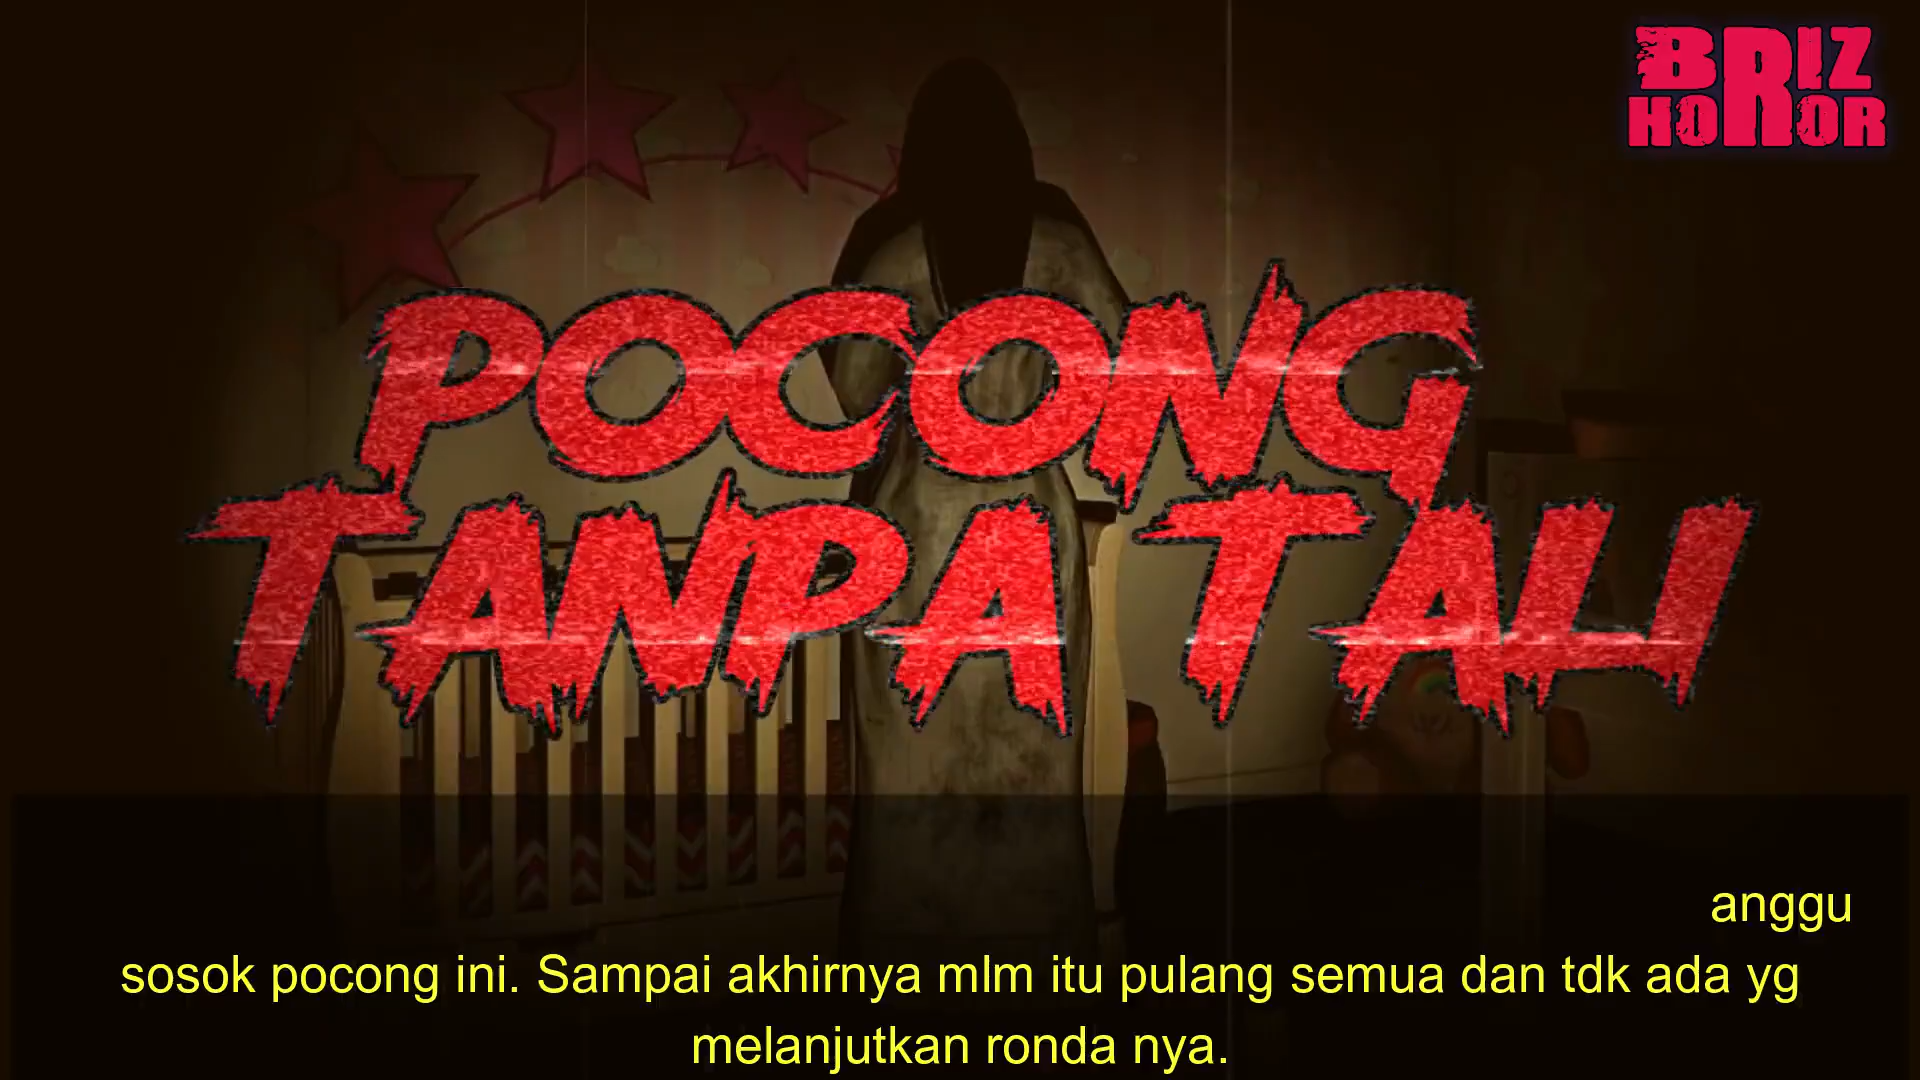 BRIZ
HOROR
POCONG
TANPA TALI
anggu
sosok pocong ini. Sampai akhirnya mlm itu pulang semua dan tdk ada yg
melanjutkan ronda nya.